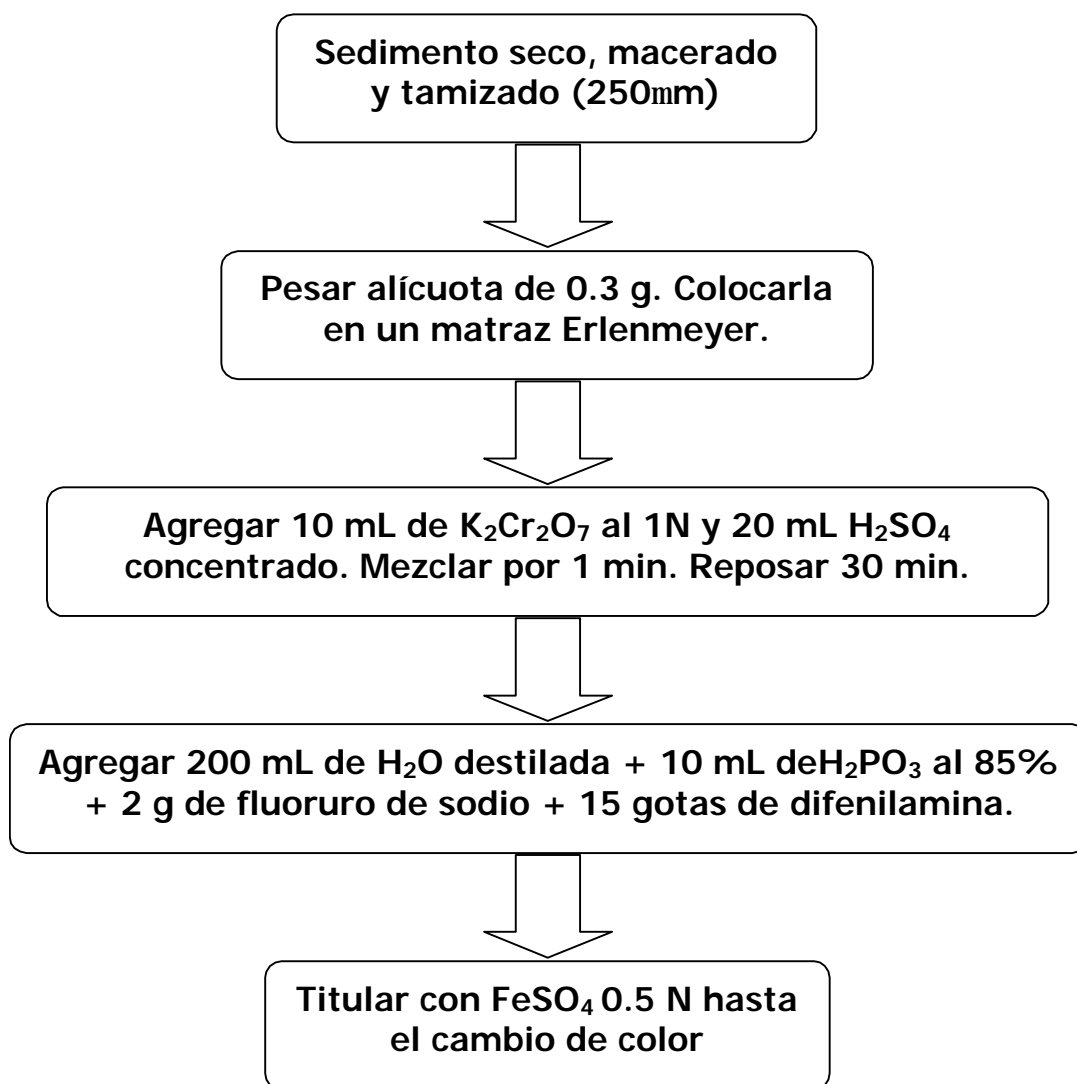 Sedimento seco, macerado
y tamizado (250mm)
Pesar alícuota de 0.3 g. Colocarla
en un matraz Erlenmeyer.
Agregar 10 mL de K₂Cr₂O₇ al 1N y 20 mL H₂SO₄
concentrado. Mezclar por 1 min. Reposar 30 min.
Agregar 200 mL de H₂O destilada + 10 mL deH₂PO₃ al 85%
+ 2 g de fluoruro de sodio + 15 gotas de difenilamina.
Titular con FeSO₄ 0.5 N hasta
el cambio de color